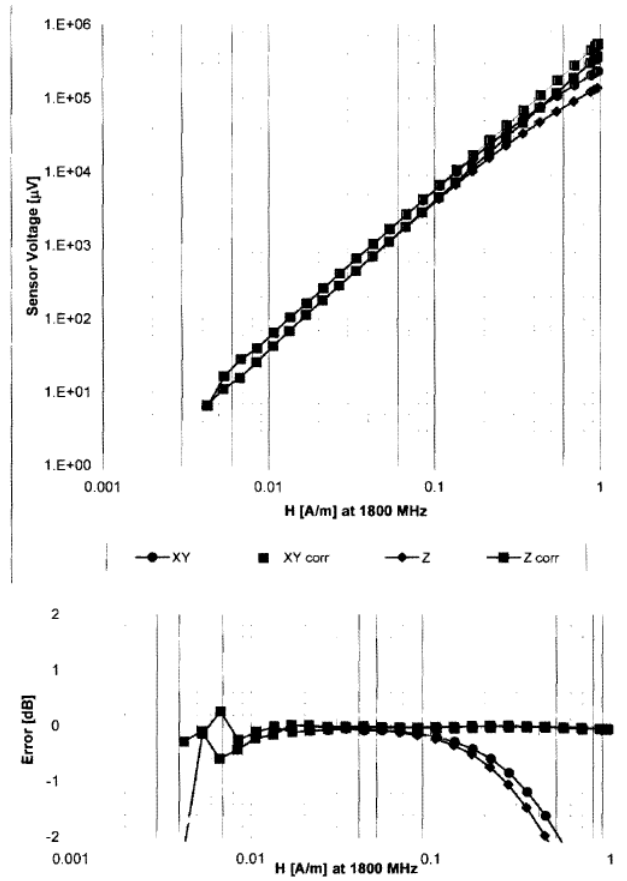 1.E+06
1.E+05
1.E+04
1.E+03
1.E+02
1.E+01
1.E+00
Sensor Voltage [µV]
0.001 0.01 0.1 1
H [A/m] at 1800 MHz
XY XY corr Z Z corr
2
1
0
-1
-2
Error [dB]
0.001 0.01 0.1 1
H [A/m] at 1800 MHz